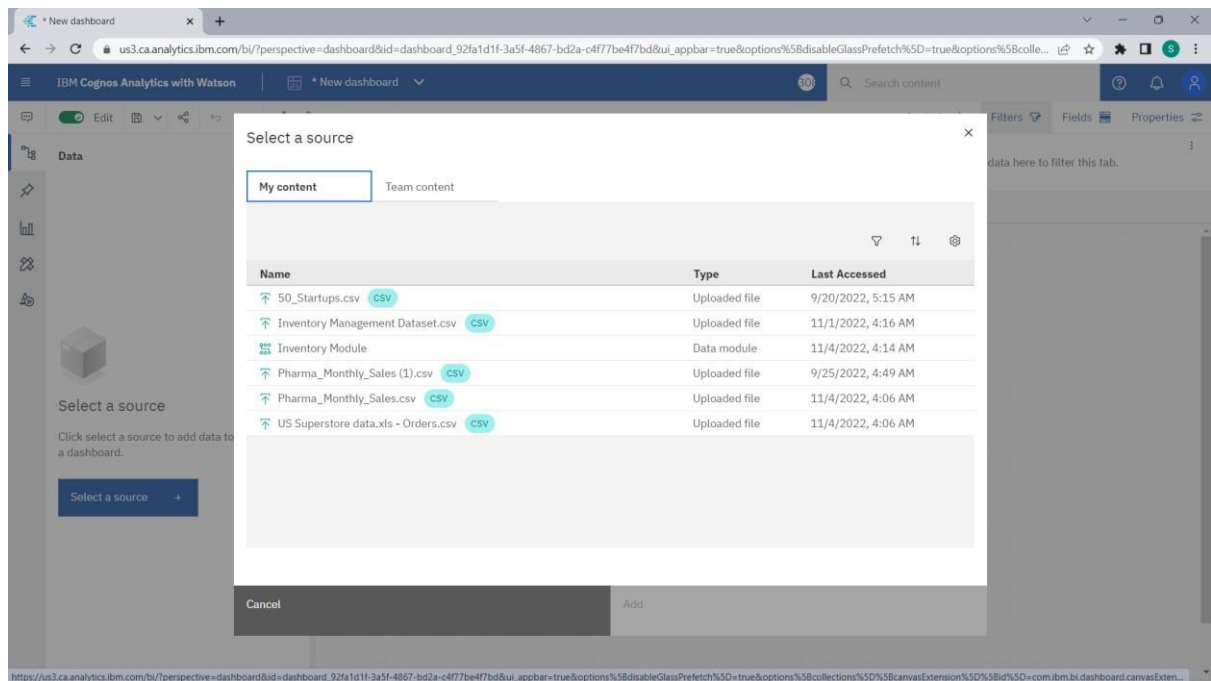 * New dashboard
us3.ca.analytics.ibm.com/bi/?perspective=dashboard&id=dashboard_92fa1d1f-3a5f-4867-bd2a-c4f77be4f7bd&ui_appbar=true&options%5BdisableGlassPrefetch%5D=true&options%5Bcolle...
S
IBM Cognos Analytics with Watson
* New dashboard
Search content
Edit
Filters
Fields
Properties
Data
data here to filter this tab.
Select a source
My content
Team content
Name Type Last Accessed
50_Startups.csv CSV Uploaded file 9/20/2022, 5:15 AM
Inventory Management Dataset.csv CSV Uploaded file 11/1/2022, 4:16 AM
Inventory Module Data module 11/4/2022, 4:14 AM
Pharma_Monthly_Sales (1).csv CSV Uploaded file 9/25/2022, 4:49 AM
Pharma_Monthly_Sales.csv CSV Uploaded file 11/4/2022, 4:06 AM
US Superstore data.xls - Orders.csv CSV Uploaded file 11/4/2022, 4:06 AM
Select a source
Click select a source to add data to
a dashboard.
Select a source +
Cancel
Add
https://us3.ca.analytics.ibm.com/bi/?perspective=dashboard&id=dashboard_92fa1d1f-3a5f-4867-bd2a-c4f77be4f7bd&ui_appbar=true&options%5BdisableGlassPrefetch%5D=true&options%5Bcollections%5D%5BcanvasExtension%5D%5Bid%5D=com.ibm.bi.dashboard.canvasExten...